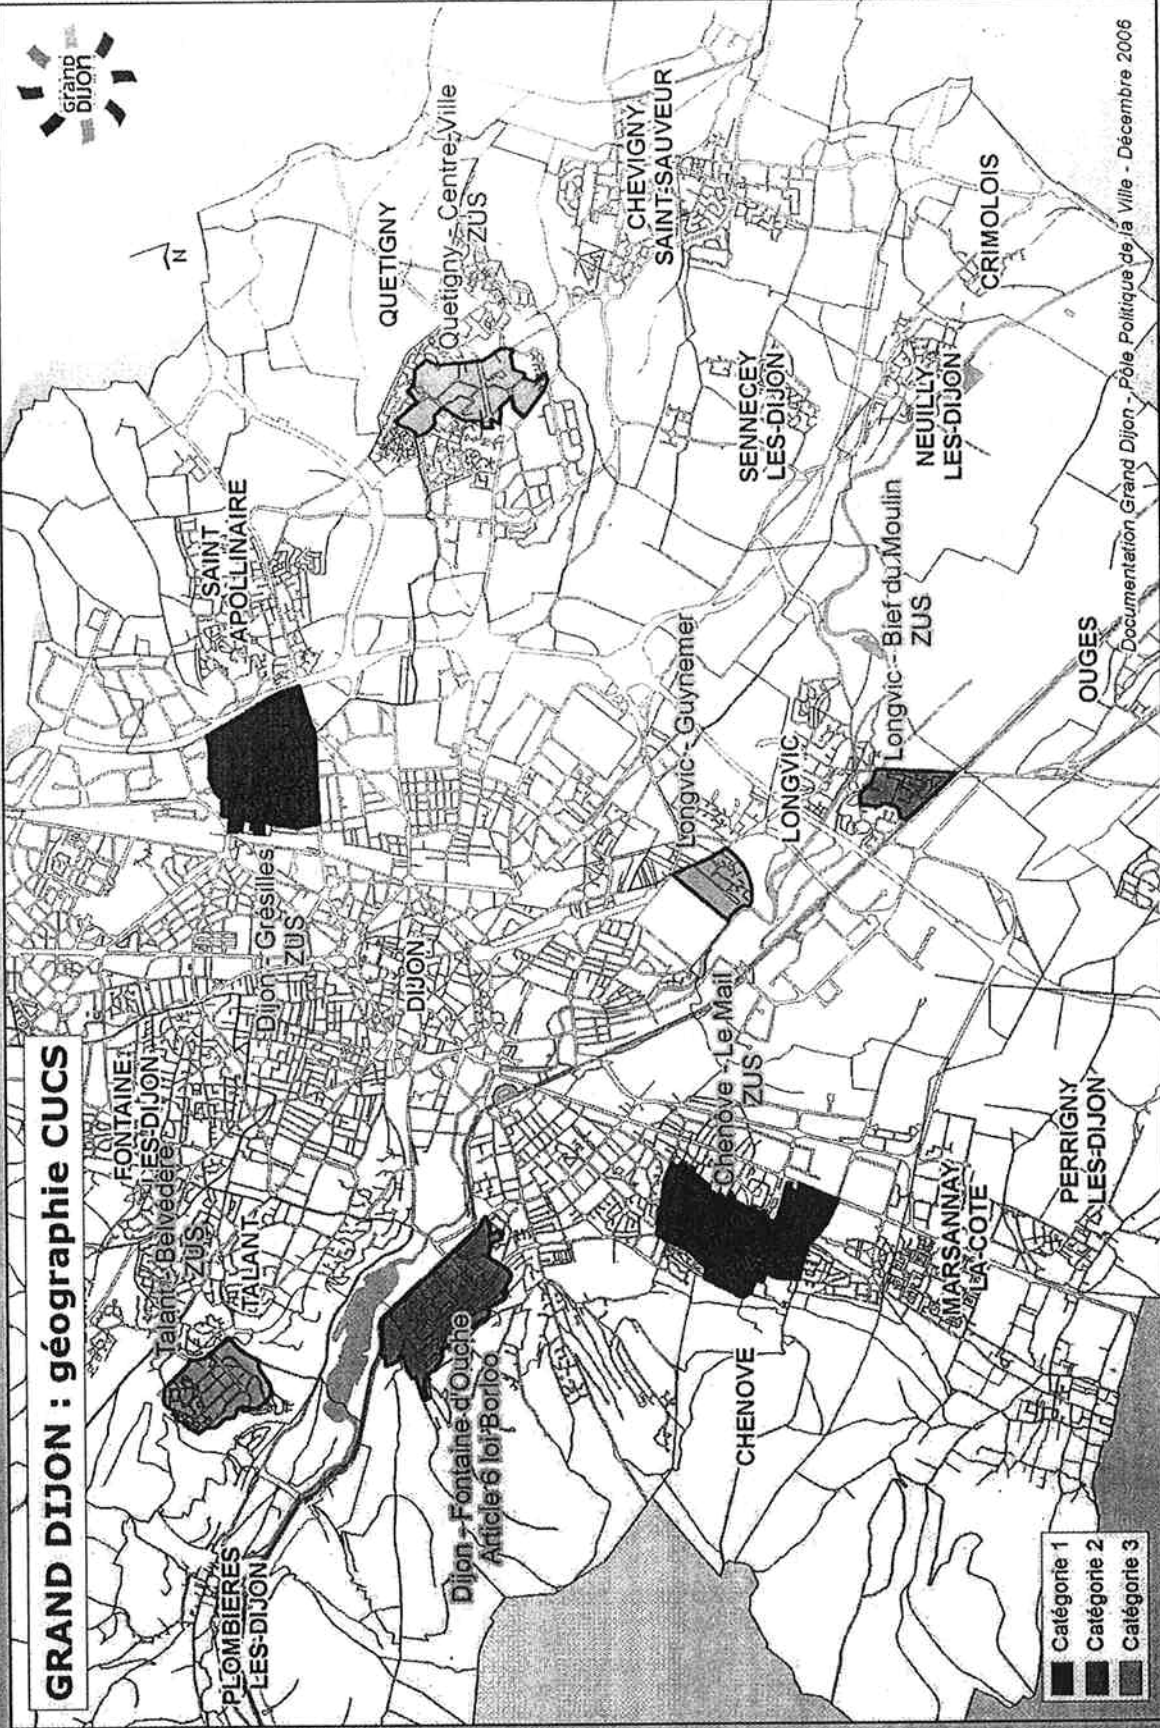 GRAND DIJON : géographie CUCS
Grand
DIJON
N
PLOMBIERES
LES-DIJON
FONTAINE
LES-DIJON
Talant - Belvédère
ZUS
TALANT
Dijon - Grésilles
ZUS
SAINT
APOLLINAIRE
QUETIGNY
Quetigny - Centre-Ville
ZUS
DIJON
Dijon - Fontaine d'Ouche
Article 6 loi Borloo
CHEVIGNY
SAINT-SAUVEUR
Longvic - Guynemer
Chenôve - Le Mail
ZUS
CHENOVE
SENNECEY
LES-DIJON
LONGVIC
Longvic - Bief du Moulin
ZUS
NEUILLY
LES-DIJON
CRIMOLOIS
MARSANNAY
LA-COTE
PERRIGNY
LES-DIJON
OUGES
Catégorie 1
Catégorie 2
Catégorie 3
Documentation Grand Dijon - Pôle Politique de la Ville - Décembre 2006